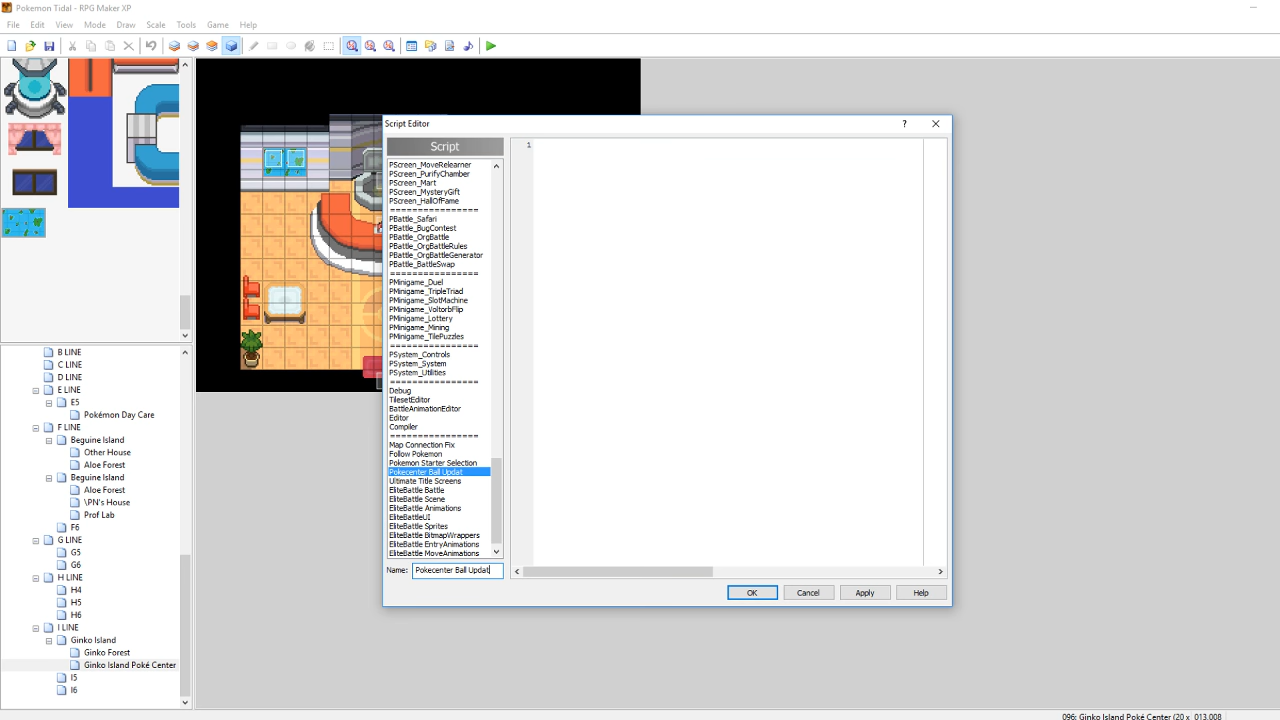 Pokemon Tidal - RPG Maker XP
File Edit View Mode Draw Scale Tools Game Help
Script Editor
?
Script
PScreen_MoveRelearner
PScreen_PurifyChamber
PScreen_Mart
PScreen_MysteryGift
PScreen_HallOfFame
================
PBattle_Safari
PBattle_BugContest
PBattle_OrgBattle
PBattle_OrgBattleRules
PBattle_OrgBattleGenerator
PBattle_BattleSwap
================
PMinigame_Duel
PMinigame_TripleTriad
PMinigame_SlotMachine
PMinigame_VoltorbFlip
PMinigame_Lottery
PMinigame_Mining
PMinigame_TilePuzzles
================
PSystem_Controls
PSystem_System
PSystem_Utilities
================
Debug
TilesetEditor
BattleAnimationEditor
Editor
Compiler
================
Map Connection Fix
Follow Pokemon
Pokemon Starter Selection
Pokecenter Ball Updat
Ultimate Title Screens
EliteBattle Battle
EliteBattle Scene
EliteBattle Animations
EliteBattleUI
EliteBattle Sprites
EliteBattle BitmapWrappers
EliteBattle EntryAnimations
EliteBattle MoveAnimations
Name: Pokecenter Ball Updat
1
OK Cancel Apply Help
B LINE
C LINE
D LINE
E LINE
E5
Pokémon Day Care
F LINE
Beguine Island
Other House
Aloe Forest
Beguine Island
Aloe Forest
\PN's House
Prof Lab
F6
G LINE
G5
G6
H LINE
H4
H5
H6
I LINE
Ginko Island
Ginko Forest
Ginko Island Poké Center
I5
I6
096: Ginko Island Poké Center (20 x 013.008